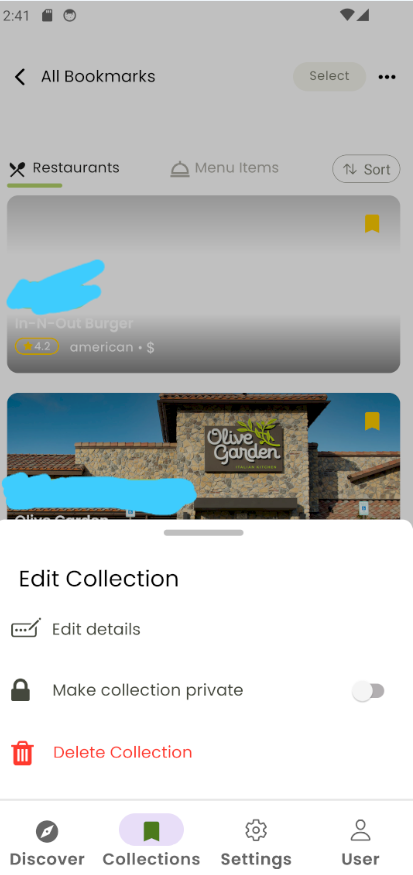 2:41
All Bookmarks
Select
Restaurants
Menu Items
Sort
In-N-Out Burger
4.2
american • $
Olive
Garden
ITALIAN KITCHEN
Olive Garden
Edit Collection
Edit details
Make collection private
Delete Collection
Discover
Collections
Settings
User